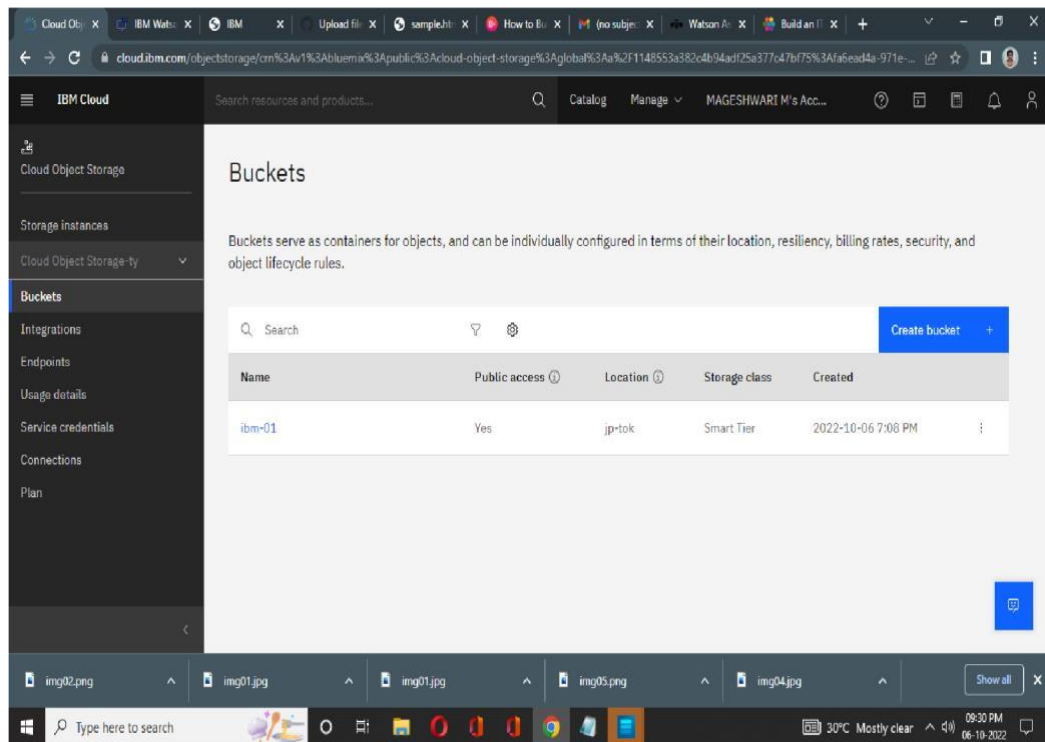 Cloud Obj
IBM Wats
IBM
Upload file
sample.ht
How to Bu
(no subjec
Watson As
Build an I
cloud.ibm.com/objectstorage/crn%3Av1%3Abluemix%3Apublic%3Acloud-object-storage%3Aglobal%3Aa%2F1148553a382c4b94adf25a377c47bf75%3Afa6ead4a-971e-...
IBM Cloud
Search resources and products...
Catalog
Manage
MAGESHWARI M's Acc...
Cloud Object Storage
Storage instances
Cloud Object Storage-ty
Buckets
Integrations
Endpoints
Usage details
Service credentials
Connections
Plan
Buckets
Buckets serve as containers for objects, and can be individually configured in terms of their location, resiliency, billing rates, security, and
object lifecycle rules.
Search
Create bucket +
Name Public access Location Storage class Created
ibm-01 Yes jp-tok Smart Tier 2022-10-06 7:08 PM
img02.png
img01.jpg
img01.jpg
img05.png
img04.jpg
Show all
Type here to search
30°C Mostly clear
09:30 PM
06-10-2022